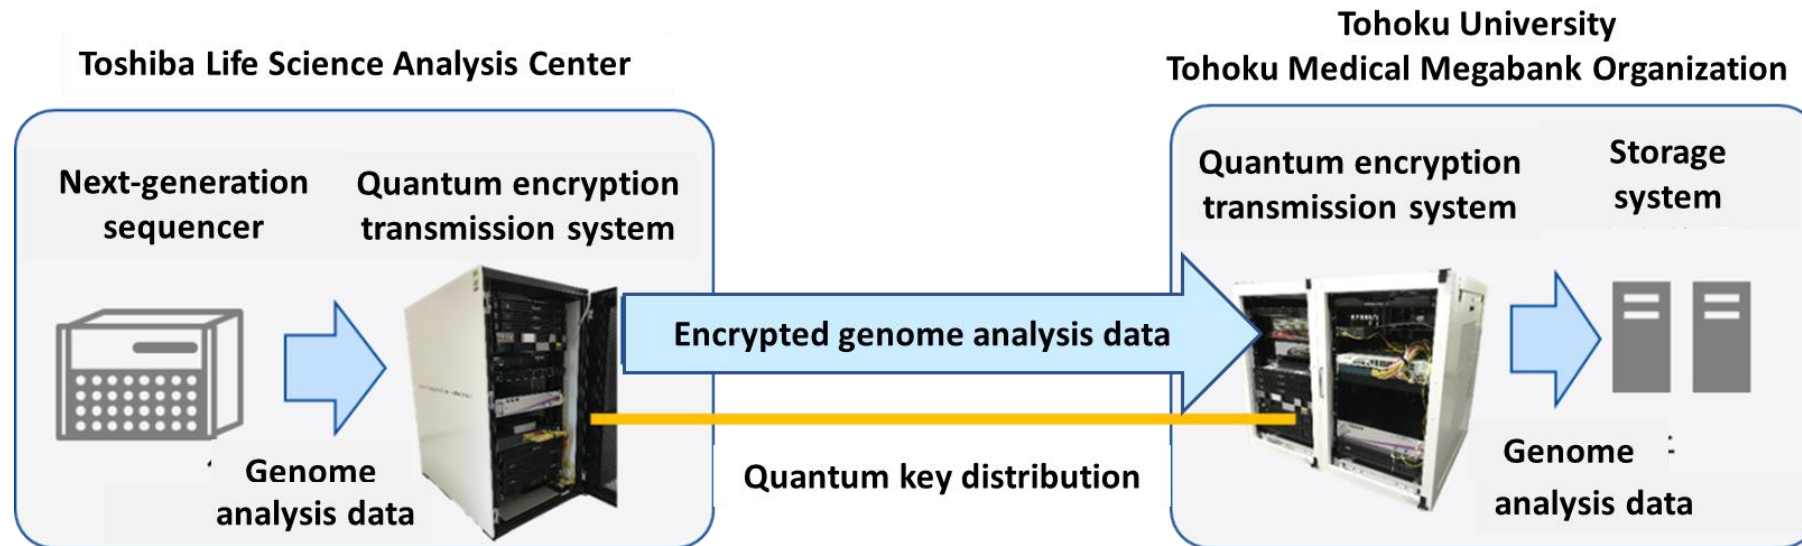 Toshiba Life Science Analysis Center
Next-generation
sequencer
Quantum encryption
transmission system
Genome
analysis data
Encrypted genome analysis data
Quantum key distribution
Tohoku University
Tohoku Medical Megabank Organization
Quantum encryption
transmission system
Storage
system
Genome
analysis data